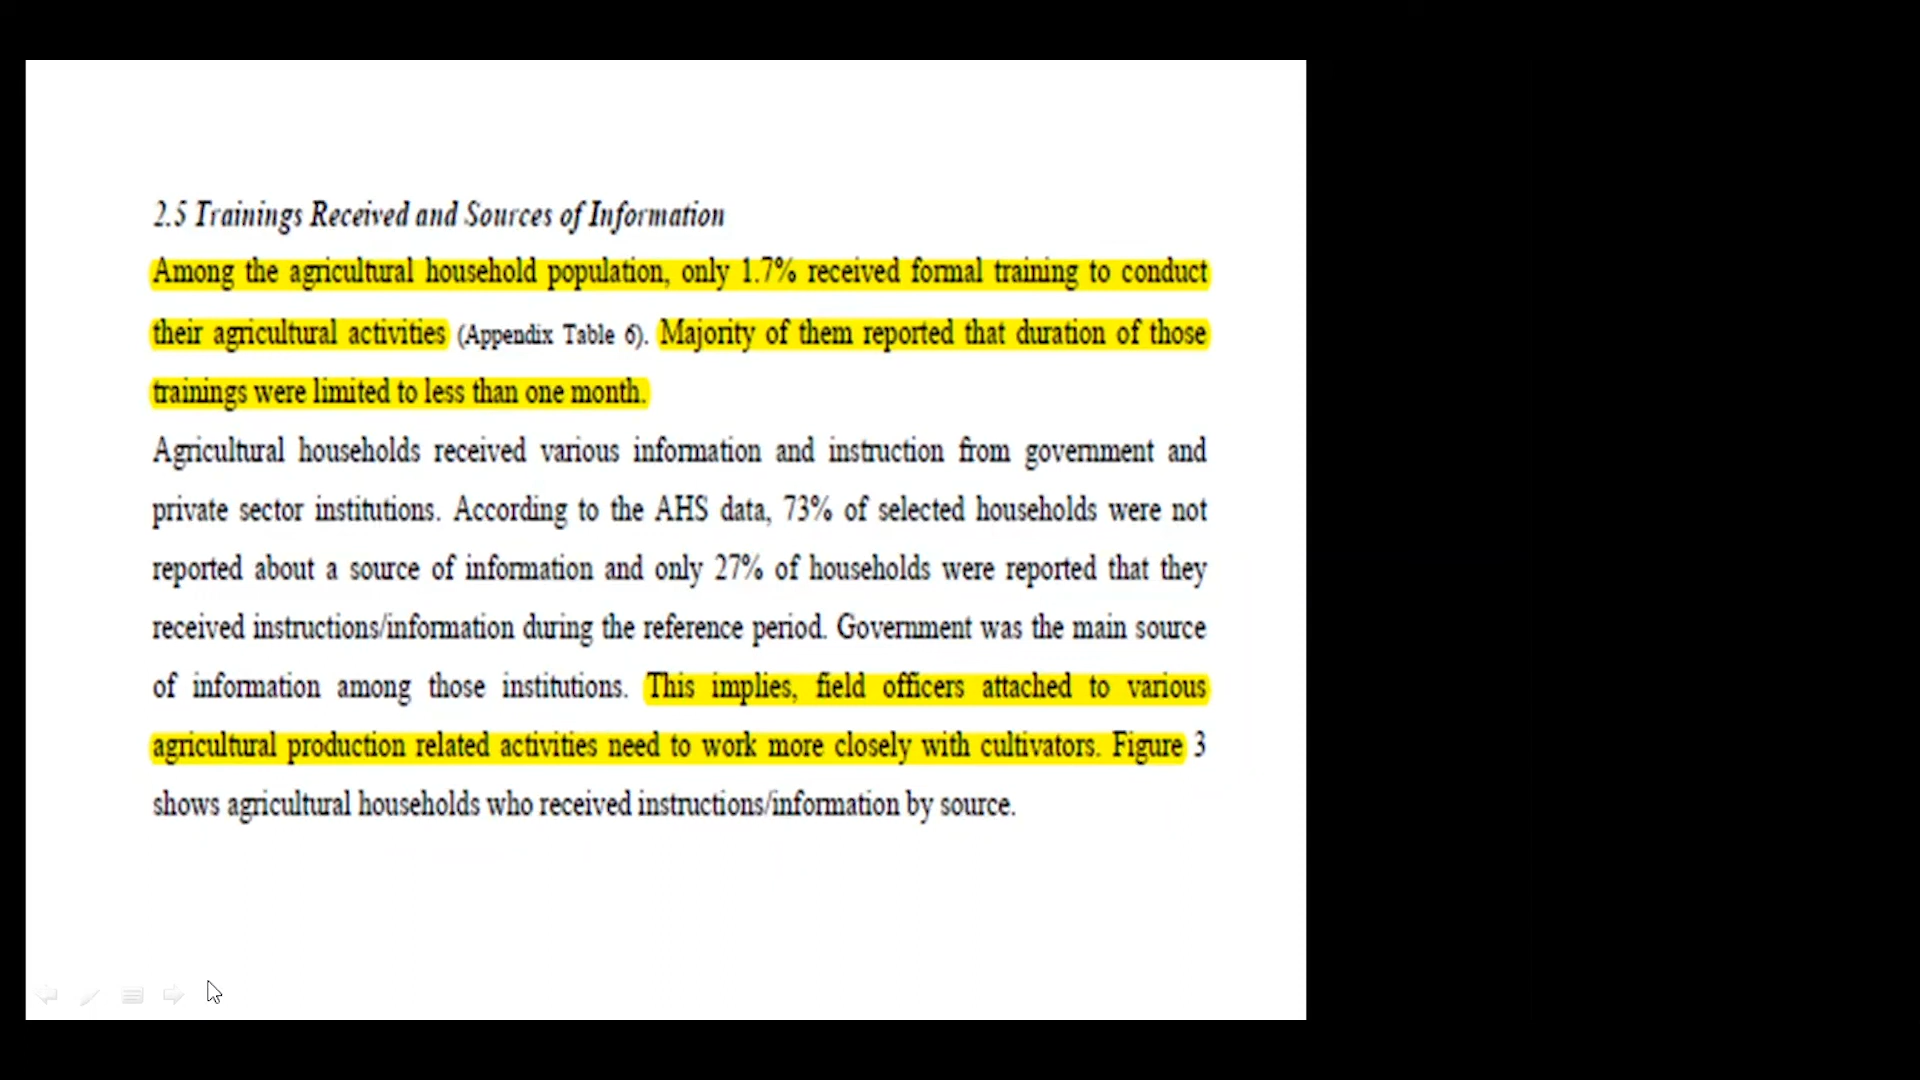 2.5 Trainings Received and Sources of Information
Among the agricultural household population, only 1.7% received formal training to conduct
their agricultural activities (Appendix Table 6). Majority of them reported that duration of those
trainings were limited to less than one month.
Agricultural households received various information and instruction from government and
private sector institutions. According to the AHS data, 73% of selected households were not
reported about a source of information and only 27% of households were reported that they
received instructions/information during the reference period. Government was the main source
of information among those institutions. This implies, field officers attached to various
agricultural production related activities need to work more closely with cultivators. Figure 3
shows agricultural households who received instructions/information by source.